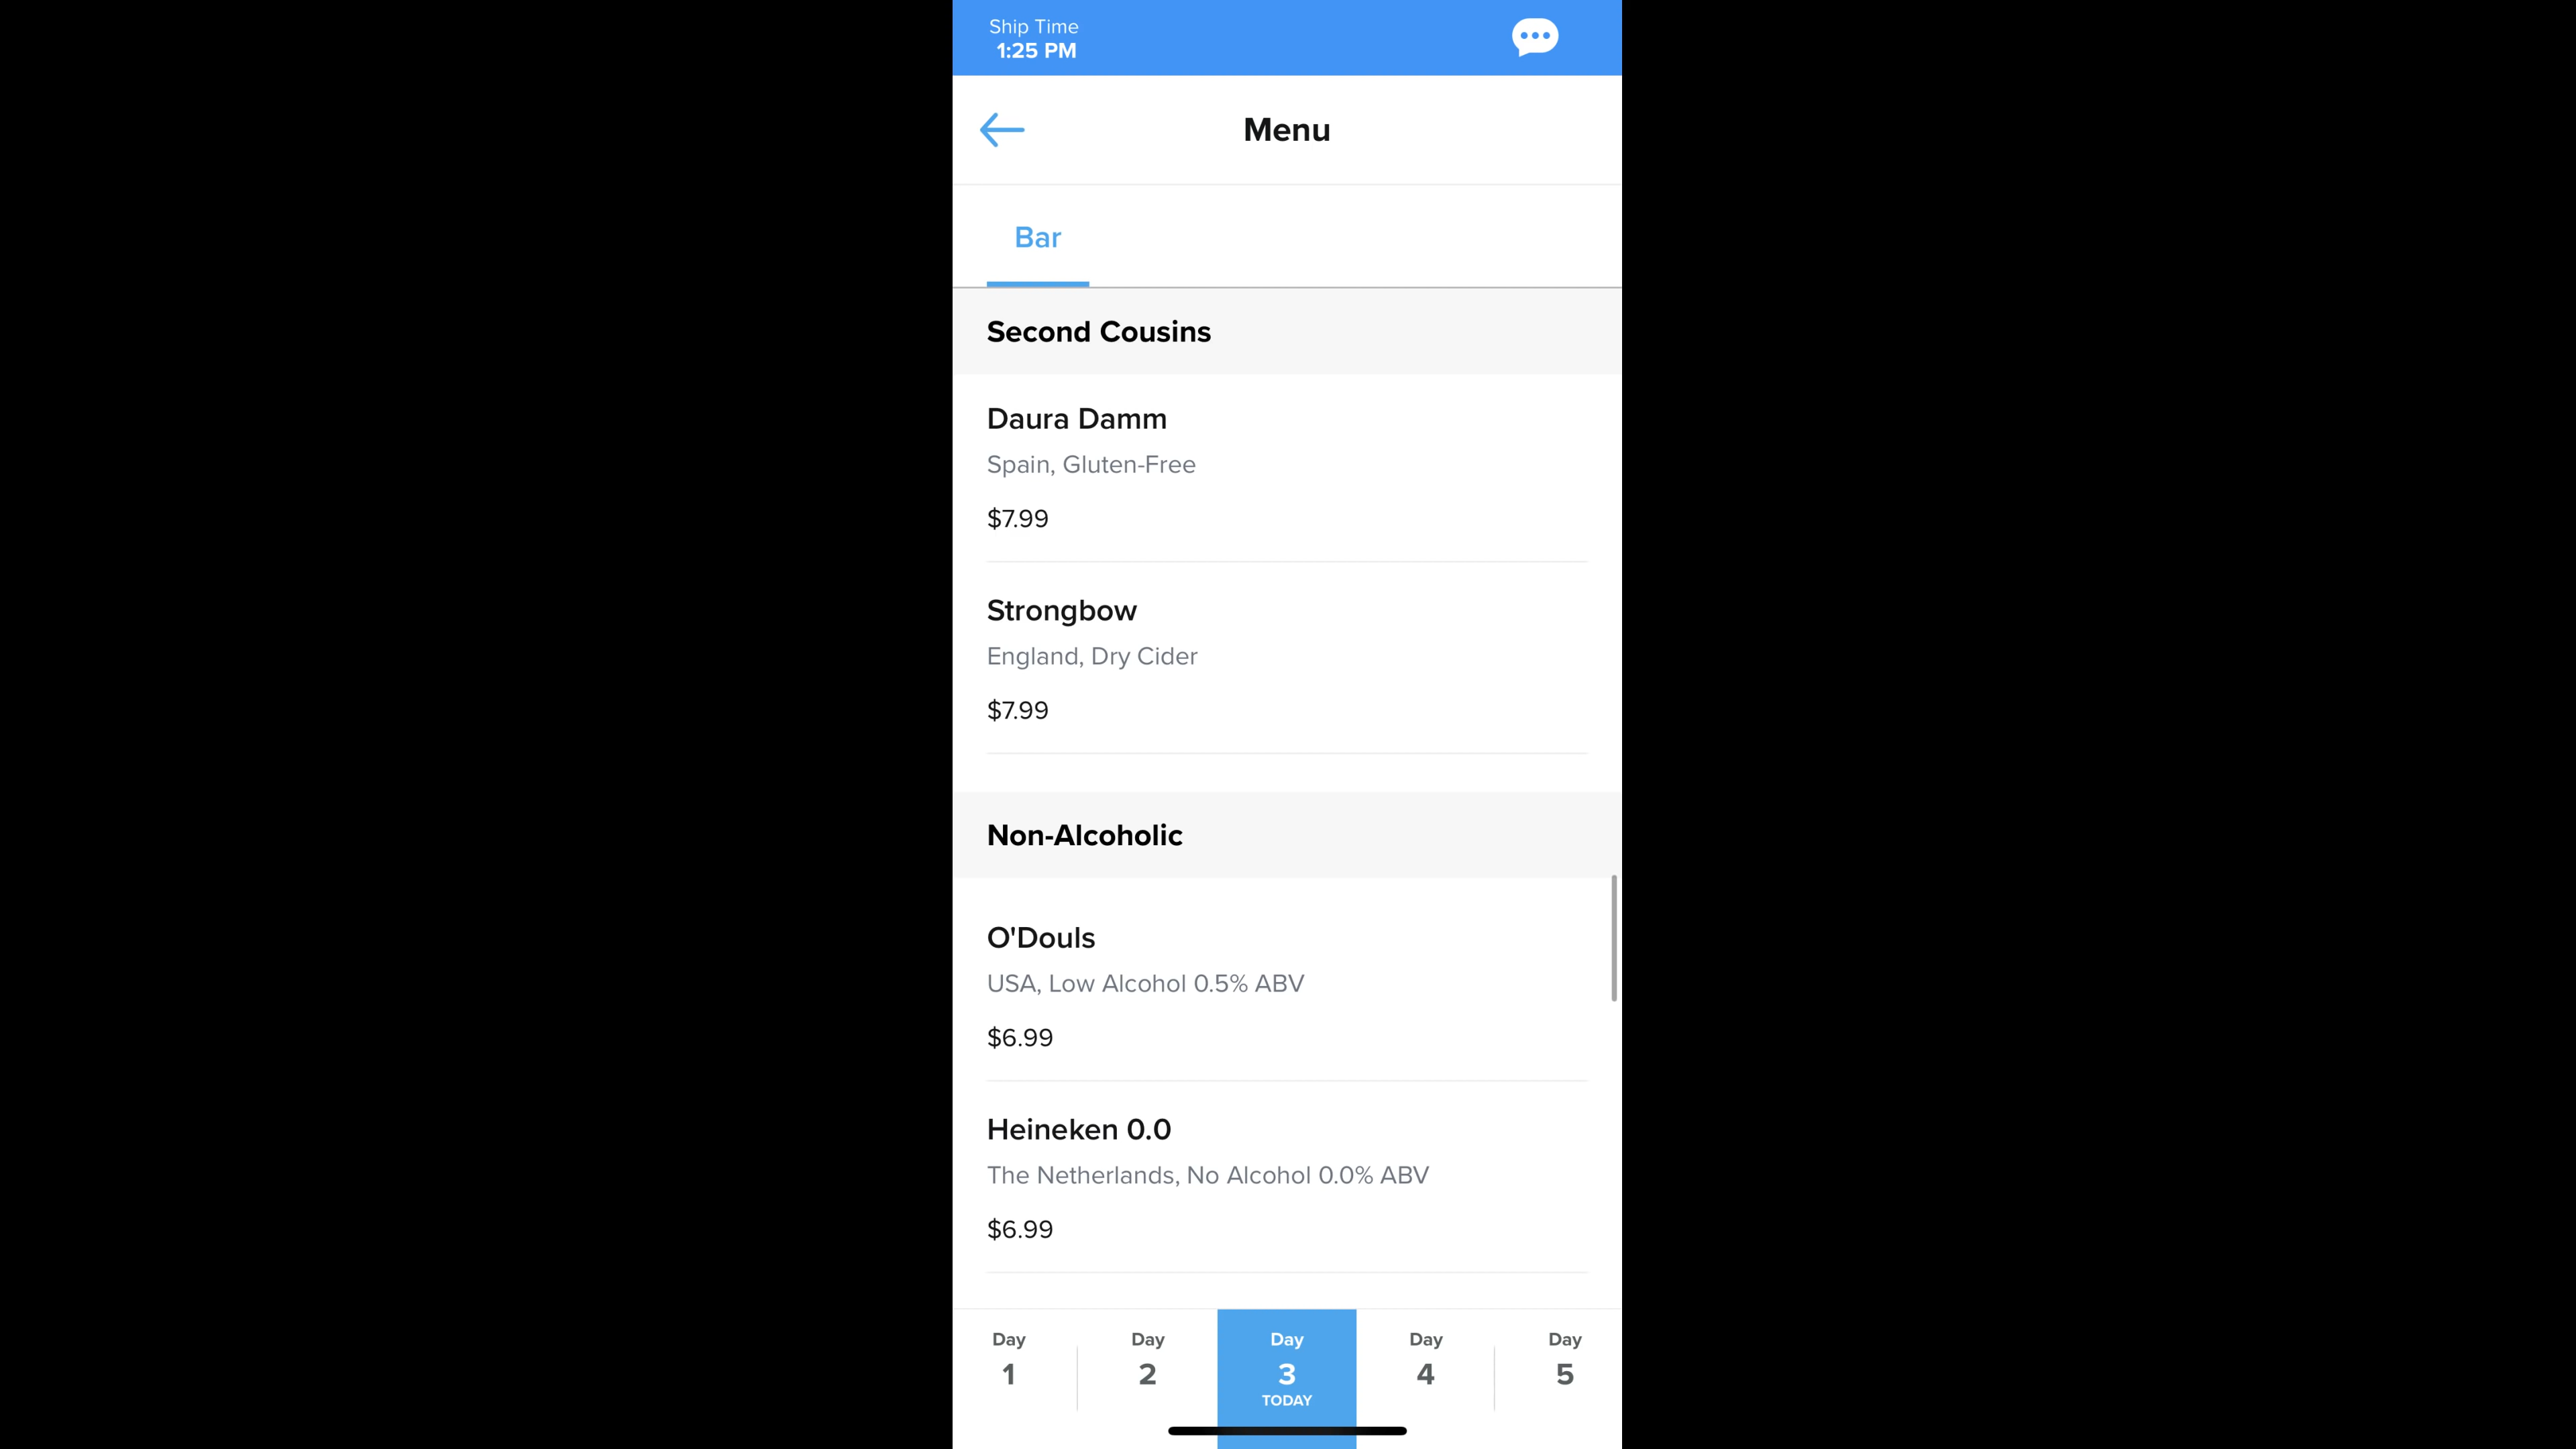 Ship Time
1:25 PM
Menu
Bar
Second Cousins
Daura Damm
Spain, Gluten-Free
$7.99
Strongbow
England, Dry Cider
$7.99
Non-Alcoholic
O'Douls
USA, Low Alcohol 0.5% ABV
$6.99
Heineken 0.0
The Netherlands, No Alcohol 0.0% ABV
$6.99
Day Day Day Day Day
1 2 3 4 5
TODAY